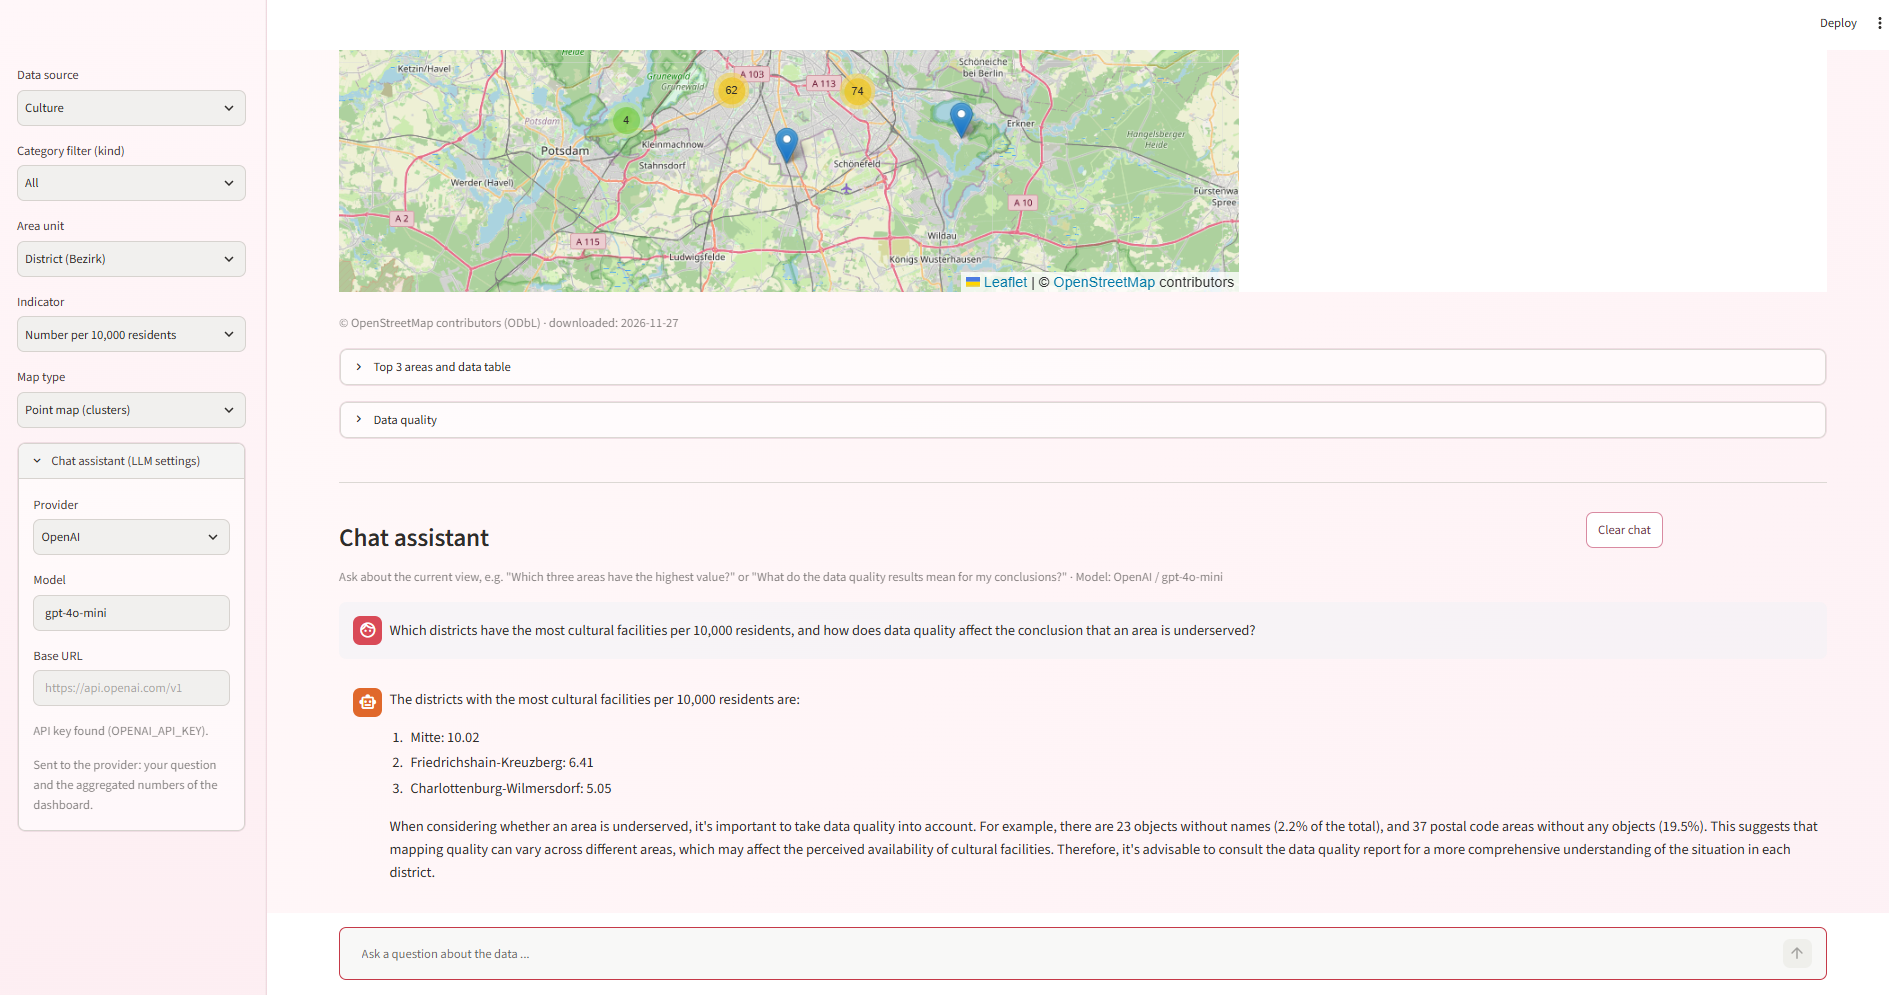 Deploy
Data source
Culture
Category filter (kind)
All
Area unit
District (Bezirk)
Indicator
Number per 10,000 residents
Map type
Point map (clusters)
Chat assistant (LLM settings)
Provider
OpenAI
Model
gpt-4o-mini
Base URL
https://api.openai.com/v1
API key found (OPENAI_API_KEY).
Sent to the provider: your question
and the aggregated numbers of the
dashboard.
Heide
Ketzin/Havel
Grunewald
Grunewald
A 103
A 113
Schöneiche
bei Berlin
62
74
4
Potsdam
Potsdam
Kleinmachnow
Stahnsdorf
Erkner
Hangelsberger
Heide
Schönefeld
Werder (Havel)
Fürstenwa
Spree
A 2
A 10
A 115
Wildau
Ludwigsfelde
Königs Wusterhausen
Leaflet | © OpenStreetMap contributors
© OpenStreetMap contributors (ODbL) · downloaded: 2026-11-27
Top 3 areas and data table
Data quality
Chat assistant
Clear chat
Ask about the current view, e.g. "Which three areas have the highest value?" or "What do the data quality results mean for my conclusions?" · Model: OpenAI / gpt-4o-mini
Which districts have the most cultural facilities per 10,000 residents, and how does data quality affect the conclusion that an area is underserved?
The districts with the most cultural facilities per 10,000 residents are:
1. Mitte: 10.02
2. Friedrichshain-Kreuzberg: 6.41
3. Charlottenburg-Wilmersdorf: 5.05
When considering whether an area is underserved, it's important to take data quality into account. For example, there are 23 objects without names (2.2% of the total), and 37 postal code areas without any objects (19.5%). This suggests that
mapping quality can vary across different areas, which may affect the perceived availability of cultural facilities. Therefore, it's advisable to consult the data quality report for a more comprehensive understanding of the situation in each
district.
Ask a question about the data ...